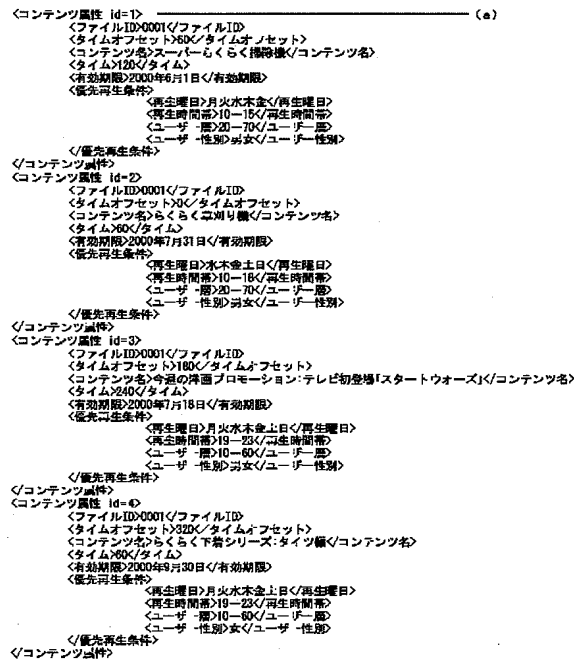 <コンテンツ属性 id=1> (a)
<ファイルID>0001</ファイルID>
<タイムオフセット>60</タイムオフセット>
<コンテンツ名>スーパーらくらく掃除機</コンテンツ名>
<タイム>120</タイム>
<有効期限>2000年6月1日</有効期限>
<優先再生条件>
<再生曜日>月火水木金</再生曜日>
<再生時間帯>10-15</再生時間帯>
<ユーザー層>20-70</ユーザー層>
<ユーザー性別>男女</ユーザー性別>
</優先再生条件>
</コンテンツ属性>
<コンテンツ属性 id=2>
<ファイルID>0001</ファイルID>
<タイムオフセット>0</タイムオフセット>
<コンテンツ名>らくらく草刈り機</コンテンツ名>
<タイム>60</タイム>
<有効期限>2000年7月31日</有効期限>
<優先再生条件>
<再生曜日>水木金土日</再生曜日>
<再生時間帯>10-16</再生時間帯>
<ユーザー層>20-70</ユーザー層>
<ユーザー性別>男女</ユーザー性別>
</優先再生条件>
</コンテンツ属性>
<コンテンツ属性 id=3>
<ファイルID>0001</ファイルID>
<タイムオフセット>180</タイムオフセット>
<コンテンツ名>今週の洋画プロモーション:テレビ初登場「スタートウォーズ」</コンテンツ名>
<タイム>240</タイム>
<有効期限>2000年7月18日</有効期限>
<優先再生条件>
<再生曜日>月火水木金土日</再生曜日>
<再生時間帯>19-23</再生時間帯>
<ユーザー層>10-60</ユーザー層>
<ユーザー性別>男女</ユーザー性別>
</優先再生条件>
</コンテンツ属性>
<コンテンツ属性 id=4>
<ファイルID>0001</ファイルID>
<タイムオフセット>320</タイムオフセット>
<コンテンツ名>らくらく下着シリーズ:タイツ編</コンテンツ名>
<タイム>60</タイム>
<有効期限>2000年9月30日</有効期限>
<優先再生条件>
<再生曜日>月火水木金土日</再生曜日>
<再生時間帯>19-23</再生時間帯>
<ユーザー層>10-60</ユーザー層>
<ユーザー性別>女</ユーザー性別>
</優先再生条件>
</コンテンツ属性>